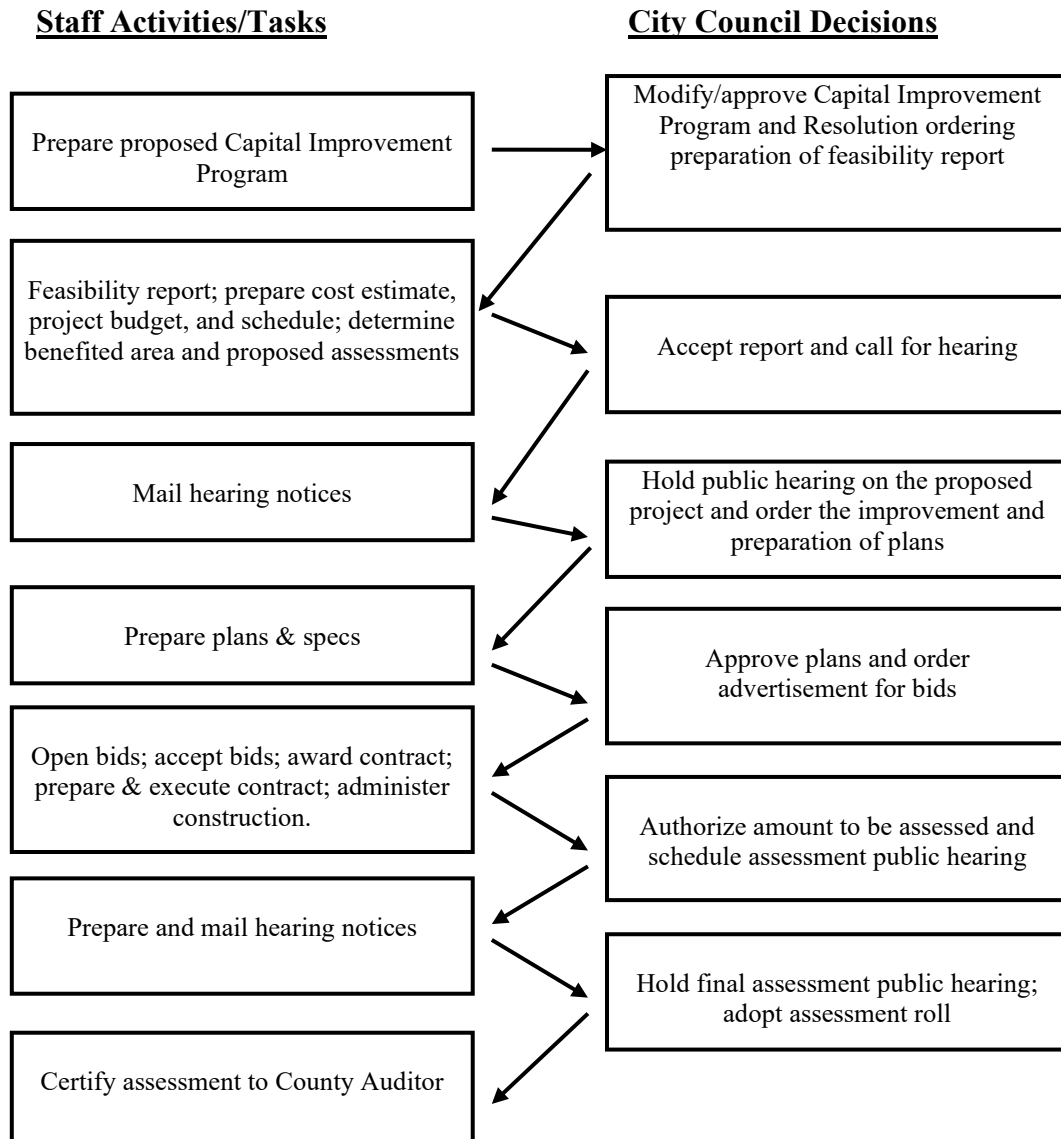 Staff Activities/Tasks
City Council Decisions
Prepare proposed Capital Improvement
Program
Modify/approve Capital Improvement
Program and Resolution ordering
preparation of feasibility report
Feasibility report; prepare cost estimate,
project budget, and schedule; determine
benefited area and proposed assessments
Accept report and call for hearing
Mail hearing notices
Hold public hearing on the proposed
project and order the improvement and
preparation of plans
Prepare plans & specs
Approve plans and order
advertisement for bids
Open bids; accept bids; award contract;
prepare & execute contract; administer
construction.
Authorize amount to be assessed and
schedule assessment public hearing
Prepare and mail hearing notices
Hold final assessment public hearing;
adopt assessment roll
Certify assessment to County Auditor